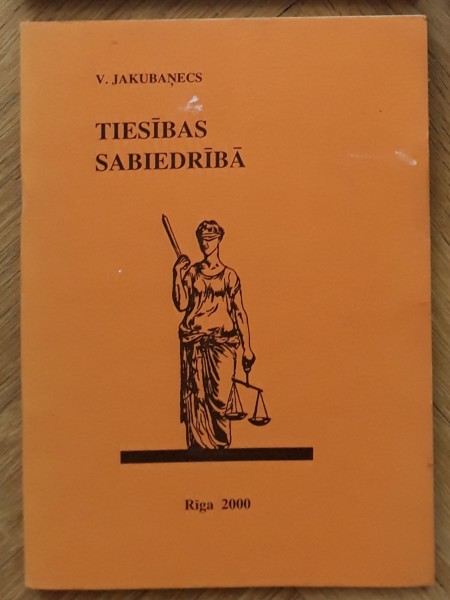 V. JAKUBAŅECS
TIESĪBAS
SABIEDRĪBĀ
Rīga 2000